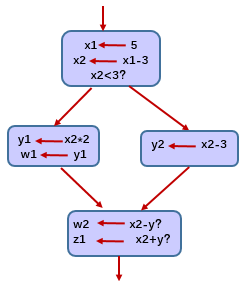 x1 ← 5
x2 ← x1-3
x2<3?
y1 ← x2*2
w1 ← y1
y2 ← x2-3
w2 ← x2-y?
z1 ← x2+y?